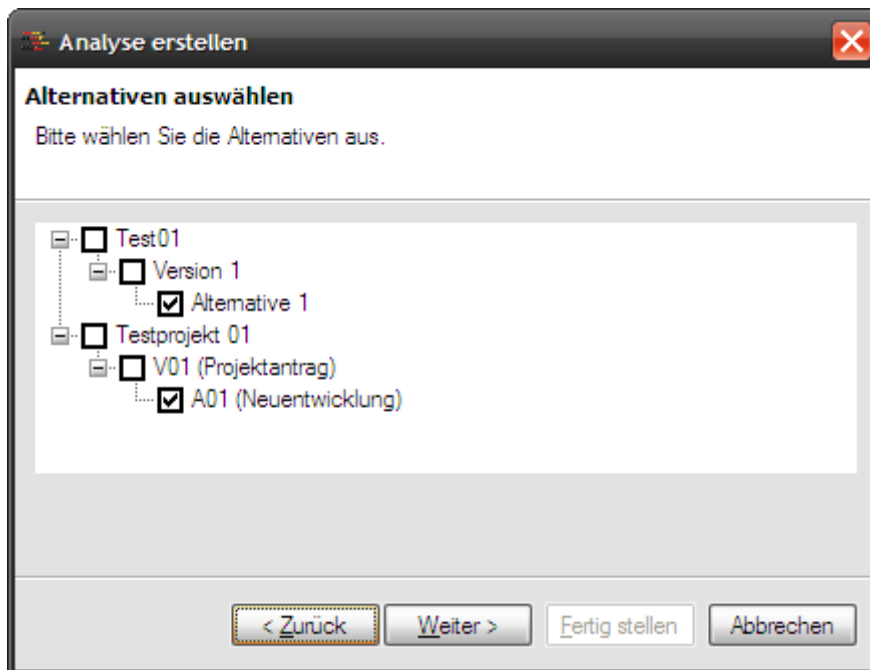 Analyse erstellen
Alternativen auswählen
Bitte wählen Sie die Alternativen aus.
Test01
Version 1
Alternative 1
Testprojekt 01
V01 (Projektantrag)
A01 (Neuentwicklung)
< Zurück Weiter > Fertig stellen Abbrechen